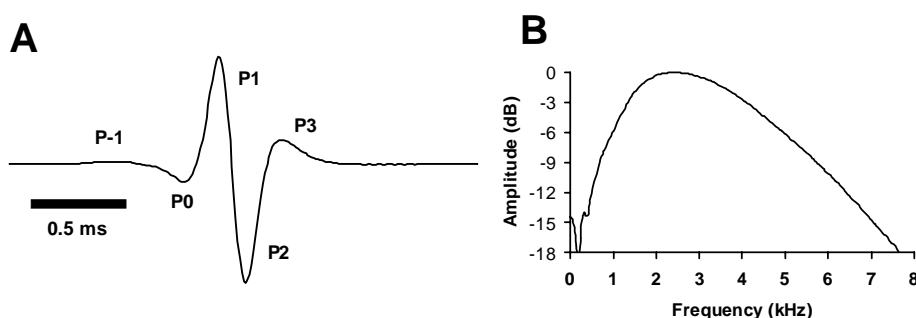 A
P-1
P0
P1
P2
P3
0.5 ms
B
Amplitude (dB)
0
-3
-6
-9
-12
-15
-18
0 1 2 3 4 5 6 7 8
Frequency (kHz)